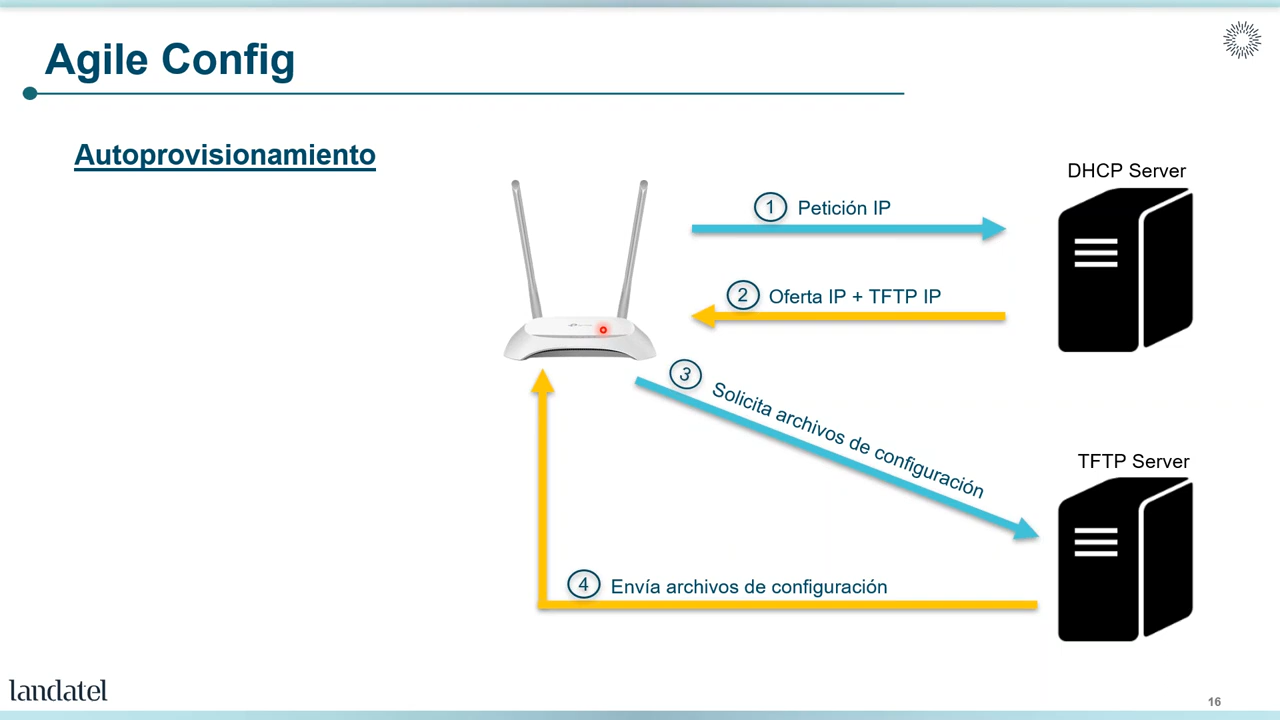 Agile Config
Autoprovisionamiento
DHCP Server
1 Petición IP
2 Oferta IP + TFTP IP
3 Solicita archivos de configuración
TFTP Server
4 Envía archivos de configuración
landatel
16